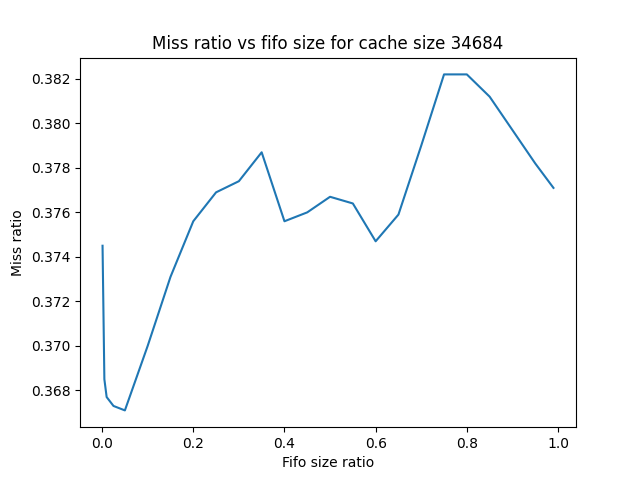 Miss ratio vs fifo size for cache size 34684
0.382
0.380
0.378
0.376
0.374
0.372
0.370
0.368
Miss ratio
0.0 0.2 0.4 0.6 0.8 1.0
Fifo size ratio